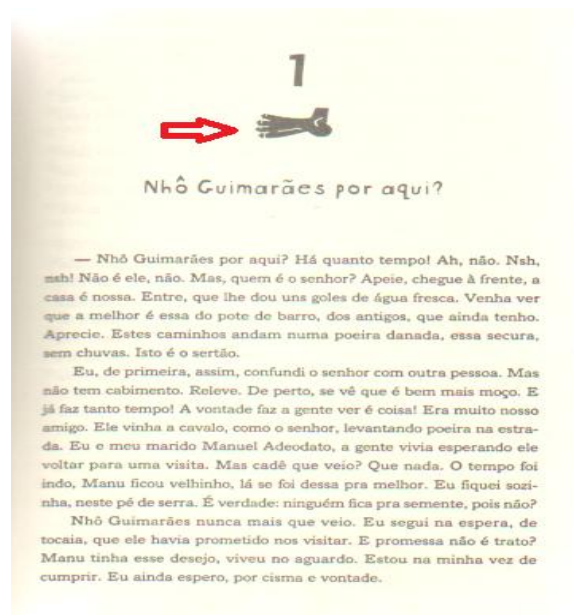 1
Nhô Guimarães por aqui?
— Nhô Guimarães por aqui? Há quanto tempo! Ah, não. Nsh,
nsh! Não é ele, não. Mas, quem é o senhor? Apeie, chegue à frente, a
casa é nossa. Entre, que lhe dou uns goles de água fresca. Venha ver
que a melhor é essa do pote de barro, dos antigos, que ainda tenho.
Aprecie. Estes caminhos andam numa poeira danada, essa secura,
sem chuvas. Isto é o sertão.
Eu, de primeira, assim, confundi o senhor com outra pessoa. Mas
não tem cabimento. Releve. De perto, se vê que é bem mais moço. E
já faz tanto tempo! A vontade faz a gente ver é coisa! Era muito nosso
amigo. Ele vinha a cavalo, como o senhor, levantando poeira na estra-
da. Eu e meu marido Manuel Adeodato, a gente vivia esperando ele
voltar para uma visita. Mas cadê que veio? Que nada. O tempo foi
indo, Manu ficou velhinho, lá se foi dessa pra melhor. Eu fiquei sozi-
nha, neste pé de serra. É verdade: ninguém fica pra semente, pois não?
Nhô Guimarães nunca mais que veio. Eu segui na espera, de
tocaia, que ele havia prometido nos visitar. E promessa não é trato?
Manu tinha esse desejo, viveu no aguardo. Estou na minha vez de
cumprir. Eu ainda espero, por cisma e vontade.